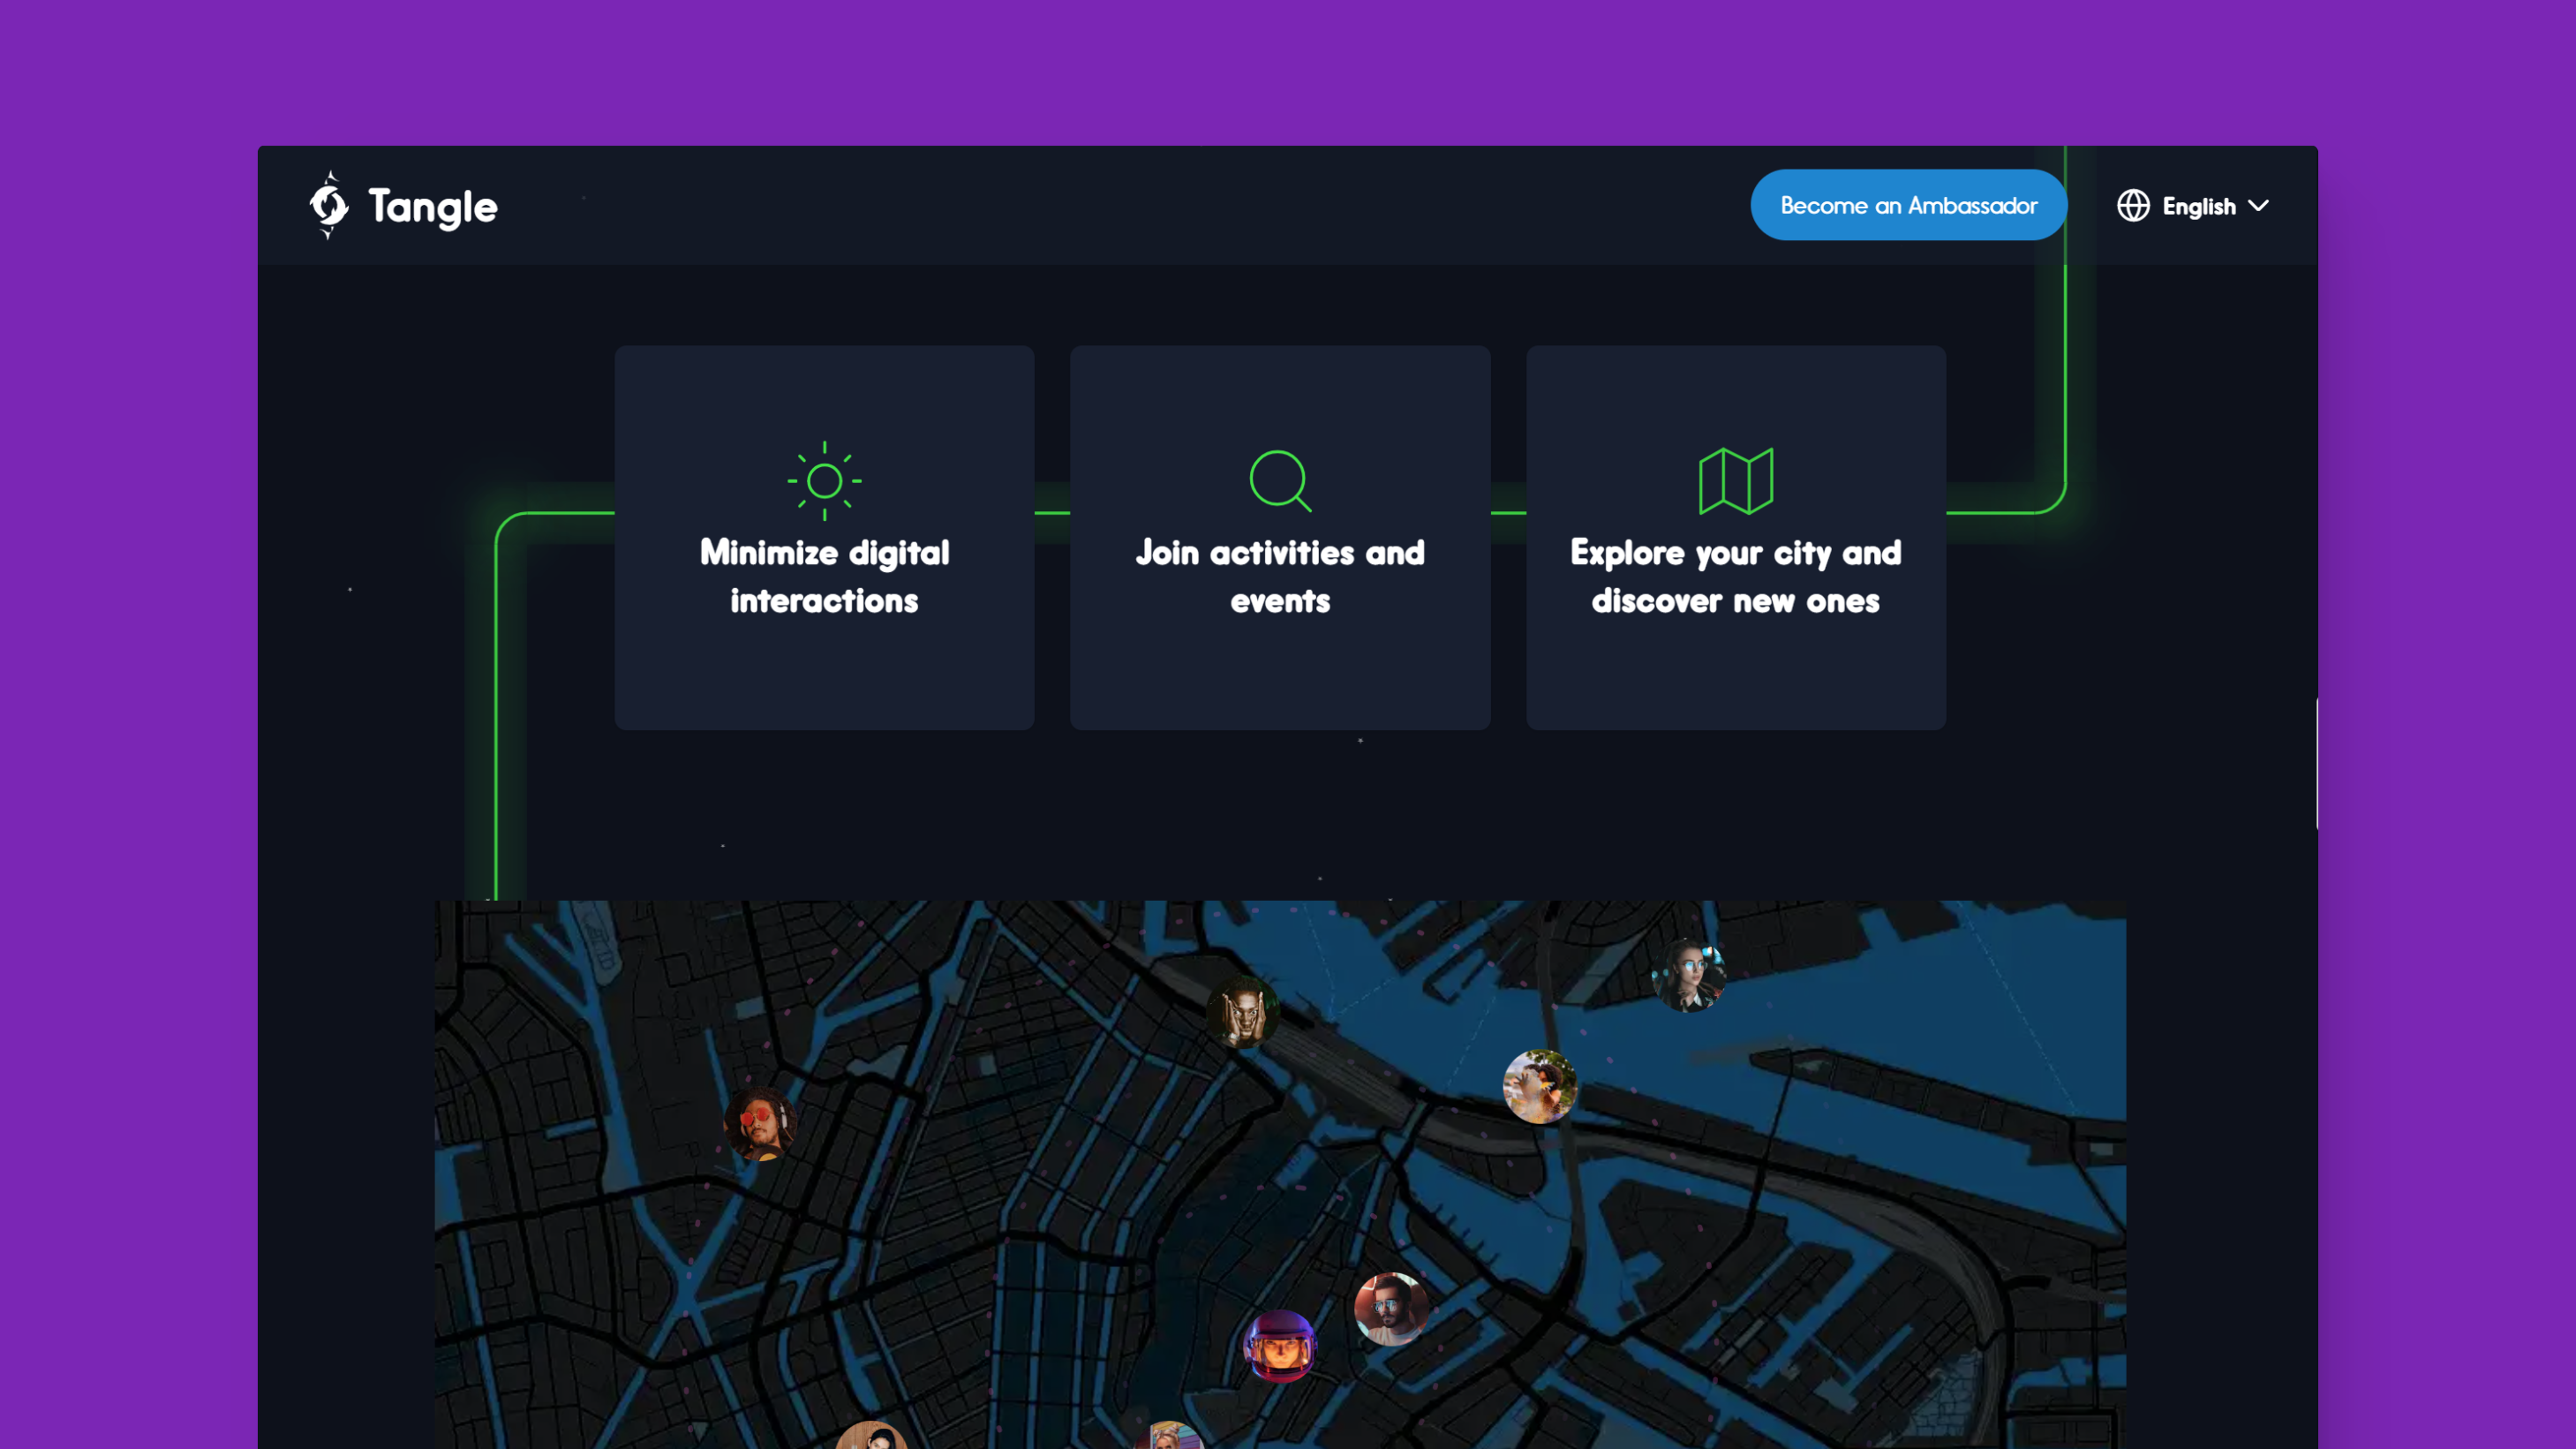 Tangle
Become an Ambassador
English
Minimize digital
interactions
Join activities and
events
Explore your city and
discover new ones